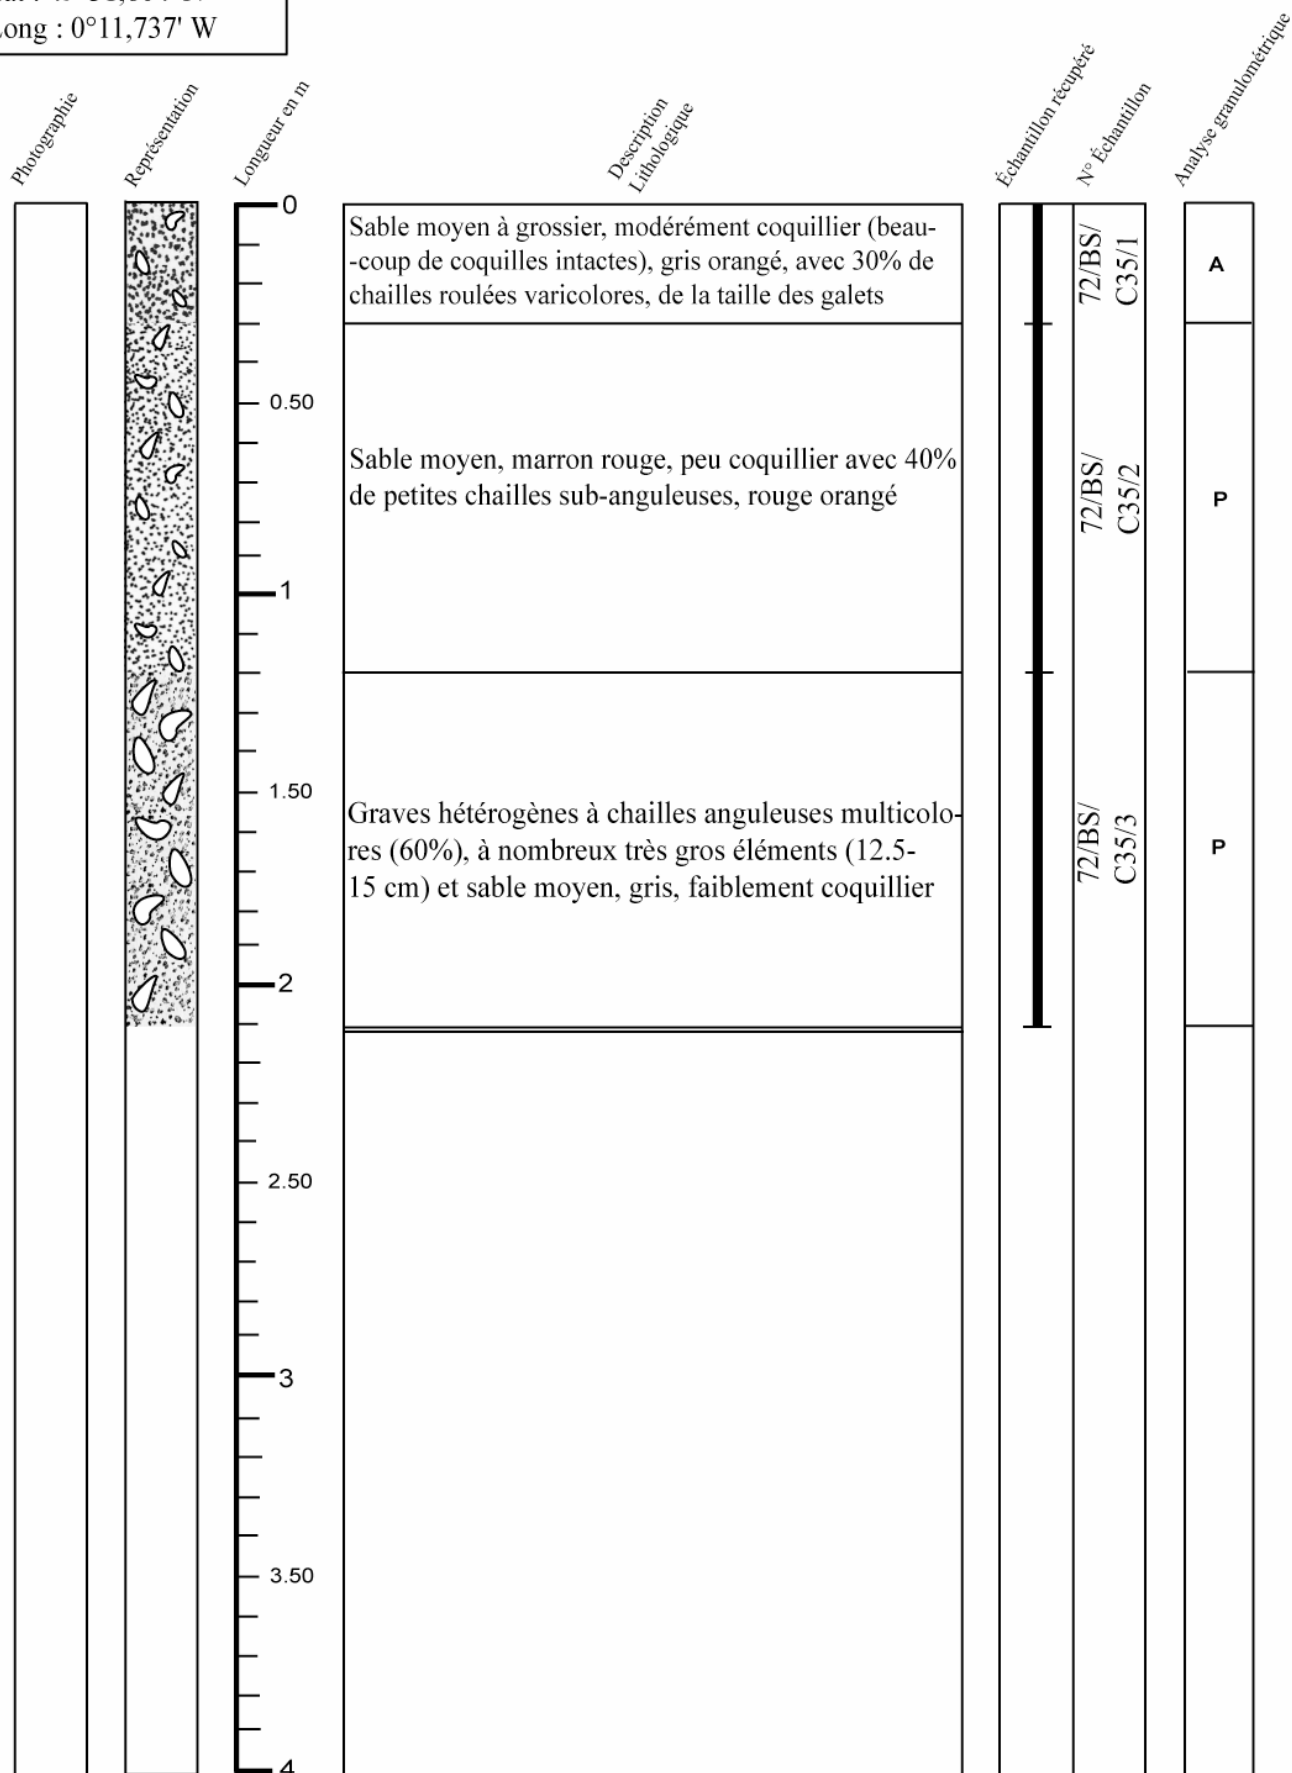 Long : 0°11,737' W
Photographie
Représentation
Longueur en m
Description
Lithologique
Échantillon récupéré
N° Échantillon
Analyse granulométrique
0
Sable moyen à grossier, modérément coquillier (beau-
-coup de coquilles intactes), gris orangé, avec 30% de
chailles roulées varicolores, de la taille des galets
72/BS/
C35/1
A
0.50
Sable moyen, marron rouge, peu coquillier avec 40%
de petites chailles sub-anguleuses, rouge orangé
72/BS/
C35/2
P
1
1.50
Graves hétérogènes à chailles anguleuses multicolo-
res (60%), à nombreux très gros éléments (12.5-
15 cm) et sable moyen, gris, faiblement coquillier
72/BS/
C35/3
P
2
2.50
3
3.50
4